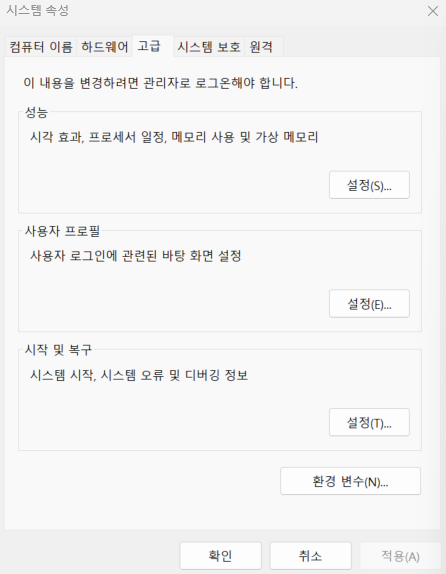 시스템 속성
컴퓨터 이름 하드웨어 고급 시스템 보호 원격
이 내용을 변경하려면 관리자로 로그온해야 합니다.
성능
시각 효과, 프로세서 일정, 메모리 사용 및 가상 메모리
설정(S)...
사용자 프필
사용자 로그인에 관련된 바탕 화면 설정
설정(E)...
시작 및 복구
시스템 시작, 시스템 오류 및 디버깅 정보
설정(T)...
환경 변수(N)...
확인 취소 적용(A)